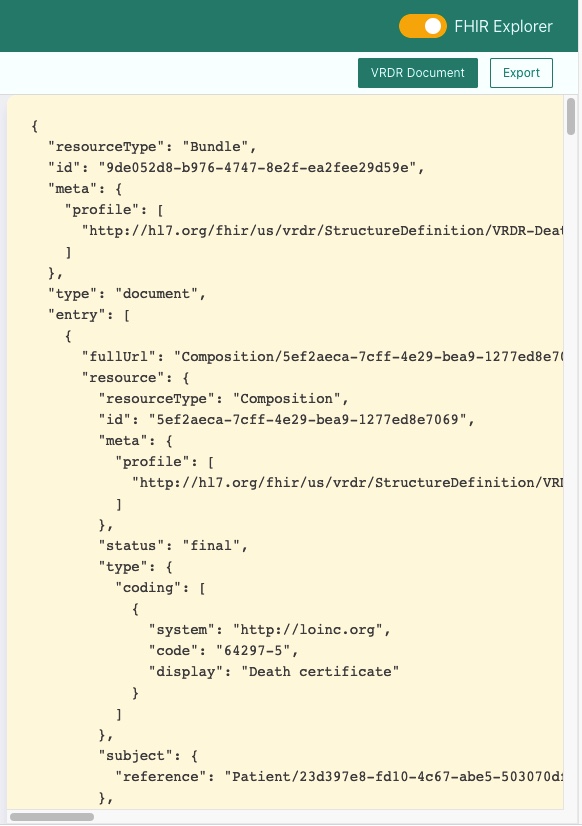 FHIR Explorer
VRDR Document Export
{
"resourceType": "Bundle",
"id": "9de052d8-b976-4747-8e2f-ea2fee29d59e",
"meta": {
"profile": [
"http://hl7.org/fhir/us/vrdr/StructureDefinition/VRDR-Deat
]
},
"type": "document",
"entry": [
{
"fullUrl": "Composition/5ef2aeca-7cff-4e29-bea9-1277ed8e70
"resource": {
"resourceType": "Composition",
"id": "5ef2aeca-7cff-4e29-bea9-1277ed8e7069",
"meta": {
"profile": [
"http://hl7.org/fhir/us/vrdr/StructureDefinition/VRD
]
},
"status": "final",
"type": {
"coding": [
{
"system": "http://loinc.org",
"code": "64297-5",
"display": "Death certificate"
}
]
},
"subject": {
"reference": "Patient/23d397e8-fd10-4c67-abe5-503070d
},